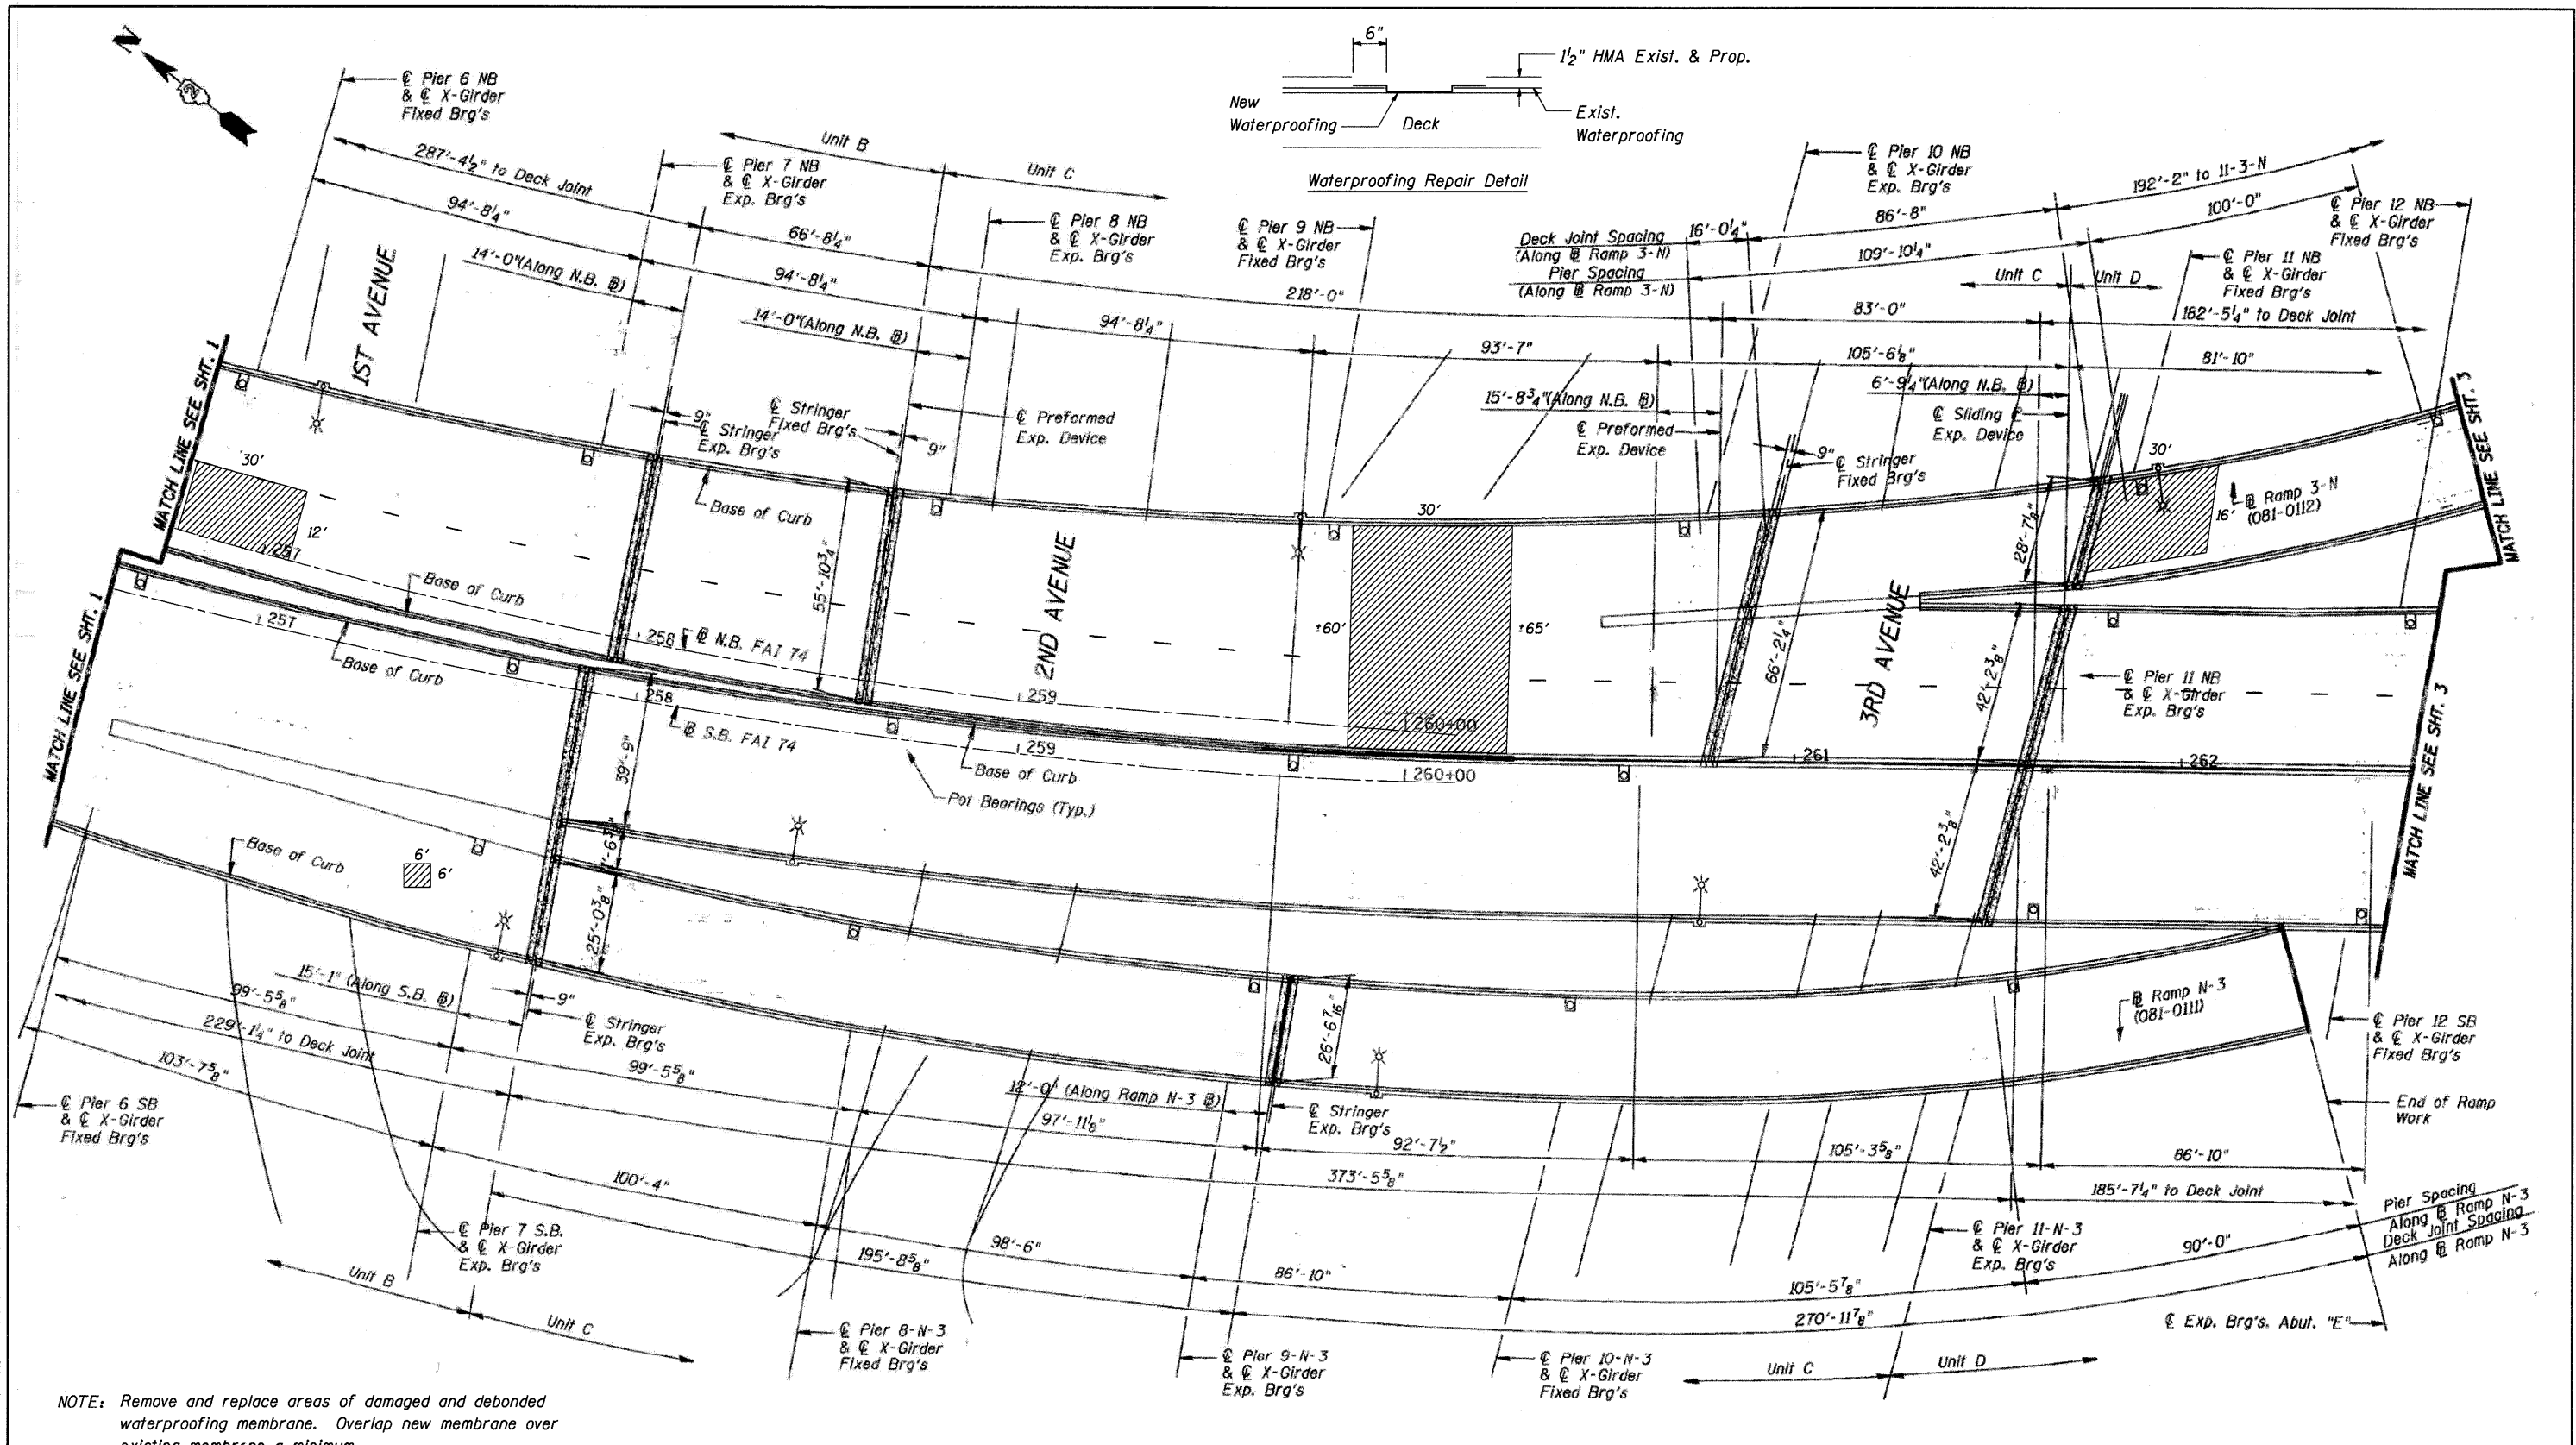 N
6"
1½" HMA Exist. & Prop.
New
Waterproofing
Deck
Exist.
Waterproofing
Waterproofing Repair Detail
℄ Pier 6 NB
& ℄ X-Girder
Fixed Brg's
287'-4½" to Deck Joint
94'-8¼"
Unit B
Unit C
℄ Pier 7 NB
& ℄ X-Girder
Exp. Brg's
66'-8¼"
94'-8¼"
14'-0"(Along N.B. ⅊)
14'-0"(Along N.B. ⅊)
℄ Pier 8 NB
& ℄ X-Girder
Exp. Brg's
℄ Pier 9 NB
& ℄ X-Girder
Fixed Brg's
218'-0"
94'-8¼"
93'-7"
Deck Joint Spacing
(Along ⅊ Ramp 3-N)
Pier Spacing
(Along ⅊ Ramp 3-N)
16'-0¼"
℄ Pier 10 NB
& ℄ X-Girder
Exp. Brg's
86'-8"
109'-10¼"
192'-2" to 11-3-N
100'-0"
℄ Pier 12 NB
& ℄ X-Girder
Fixed Brg's
℄ Pier 11 NB
& ℄ X-Girder
Fixed Brg's
Unit C
Unit D
83'-0"
182'-5¼" to Deck Joint
105'-6⅛"
81'-10"
6'-9¼"(Along N.B. ⅊)
15'-8¾"(Along N.B. ⅊)
℄ Sliding ℄
Exp. Device
℄ Preformed
Exp. Device
9"
℄ Stringer
Fixed Brg's
1ST AVENUE
MATCH LINE SEE SHT. 1
9"
℄ Stringer
Exp. Brg's
℄ Stringer
Fixed Brg's
9"
℄ Preformed
Exp. Device
30'
12'
257
Base of Curb
Base of Curb
55'-10¾"
2ND AVENUE
30'
±60'
±65'
66'-2¼"
3RD AVENUE
28'-7⅞"
30'
16'
⅊ Ramp 3-N
(081-0112)
MATCH LINE SEE SHT. 3
42'-2⅜"
℄ Pier 11 NB
& ℄ X-Girder
Exp. Brg's
MATCH LINE SEE SHT. 1
257
Base of Curb
258
⅊ N.B. FAI 74
258
⅊ S.B. FAI 74
259
259
260+00
260+00
261
262
Base of Curb
Pot Bearings (Typ.)
39'-9"
25'-0⅜"
Base of Curb
6'
6'
42'-2⅜"
MATCH LINE SEE SHT. 3
15'-1" (Along S.B. ⅊)
99'-5⅝"
229'-1¼" to Deck Joint
103'-7⅝"
9"
℄ Stringer
Exp. Brg's
99'-5⅝"
12'-0" (Along Ramp N-3 ⅊)
97'-11⅛"
26'-6 7/16"
℄ Stringer
Exp. Brg's
92'-7½"
373'-5⅝"
105'-3⅝"
86'-10"
185'-7¼" to Deck Joint
⅊ Ramp N-3
(081-0111)
℄ Pier 12 SB
& ℄ X-Girder
Fixed Brg's
End of Ramp
Work
℄ Pier 6 SB
& ℄ X-Girder
Fixed Brg's
100'-4"
℄ Pier 7 S.B.
& ℄ X-Girder
Exp. Brg's
98'-6"
195'-8⅝"
86'-10"
105'-5⅞"
270'-11⅞"
90'-0"
℄ Pier 11-N-3
& ℄ X-Girder
Exp. Brg's
Pier Spacing
Along ⅊ Ramp N-3
Deck Joint Spacing
Along ⅊ Ramp N-3
℄ Exp. Brg's. Abut. "E"
Unit B
Unit C
℄ Pier 8-N-3
& ℄ X-Girder
Fixed Brg's
℄ Pier 9-N-3
& ℄ X-Girder
Exp. Brg's
℄ Pier 10-N-3
& ℄ X-Girder
Fixed Brg's
Unit C
Unit D
NOTE: Remove and replace areas of damaged and debonded
waterproofing membrane. Overlap new membrane over
existing membrane a minimum